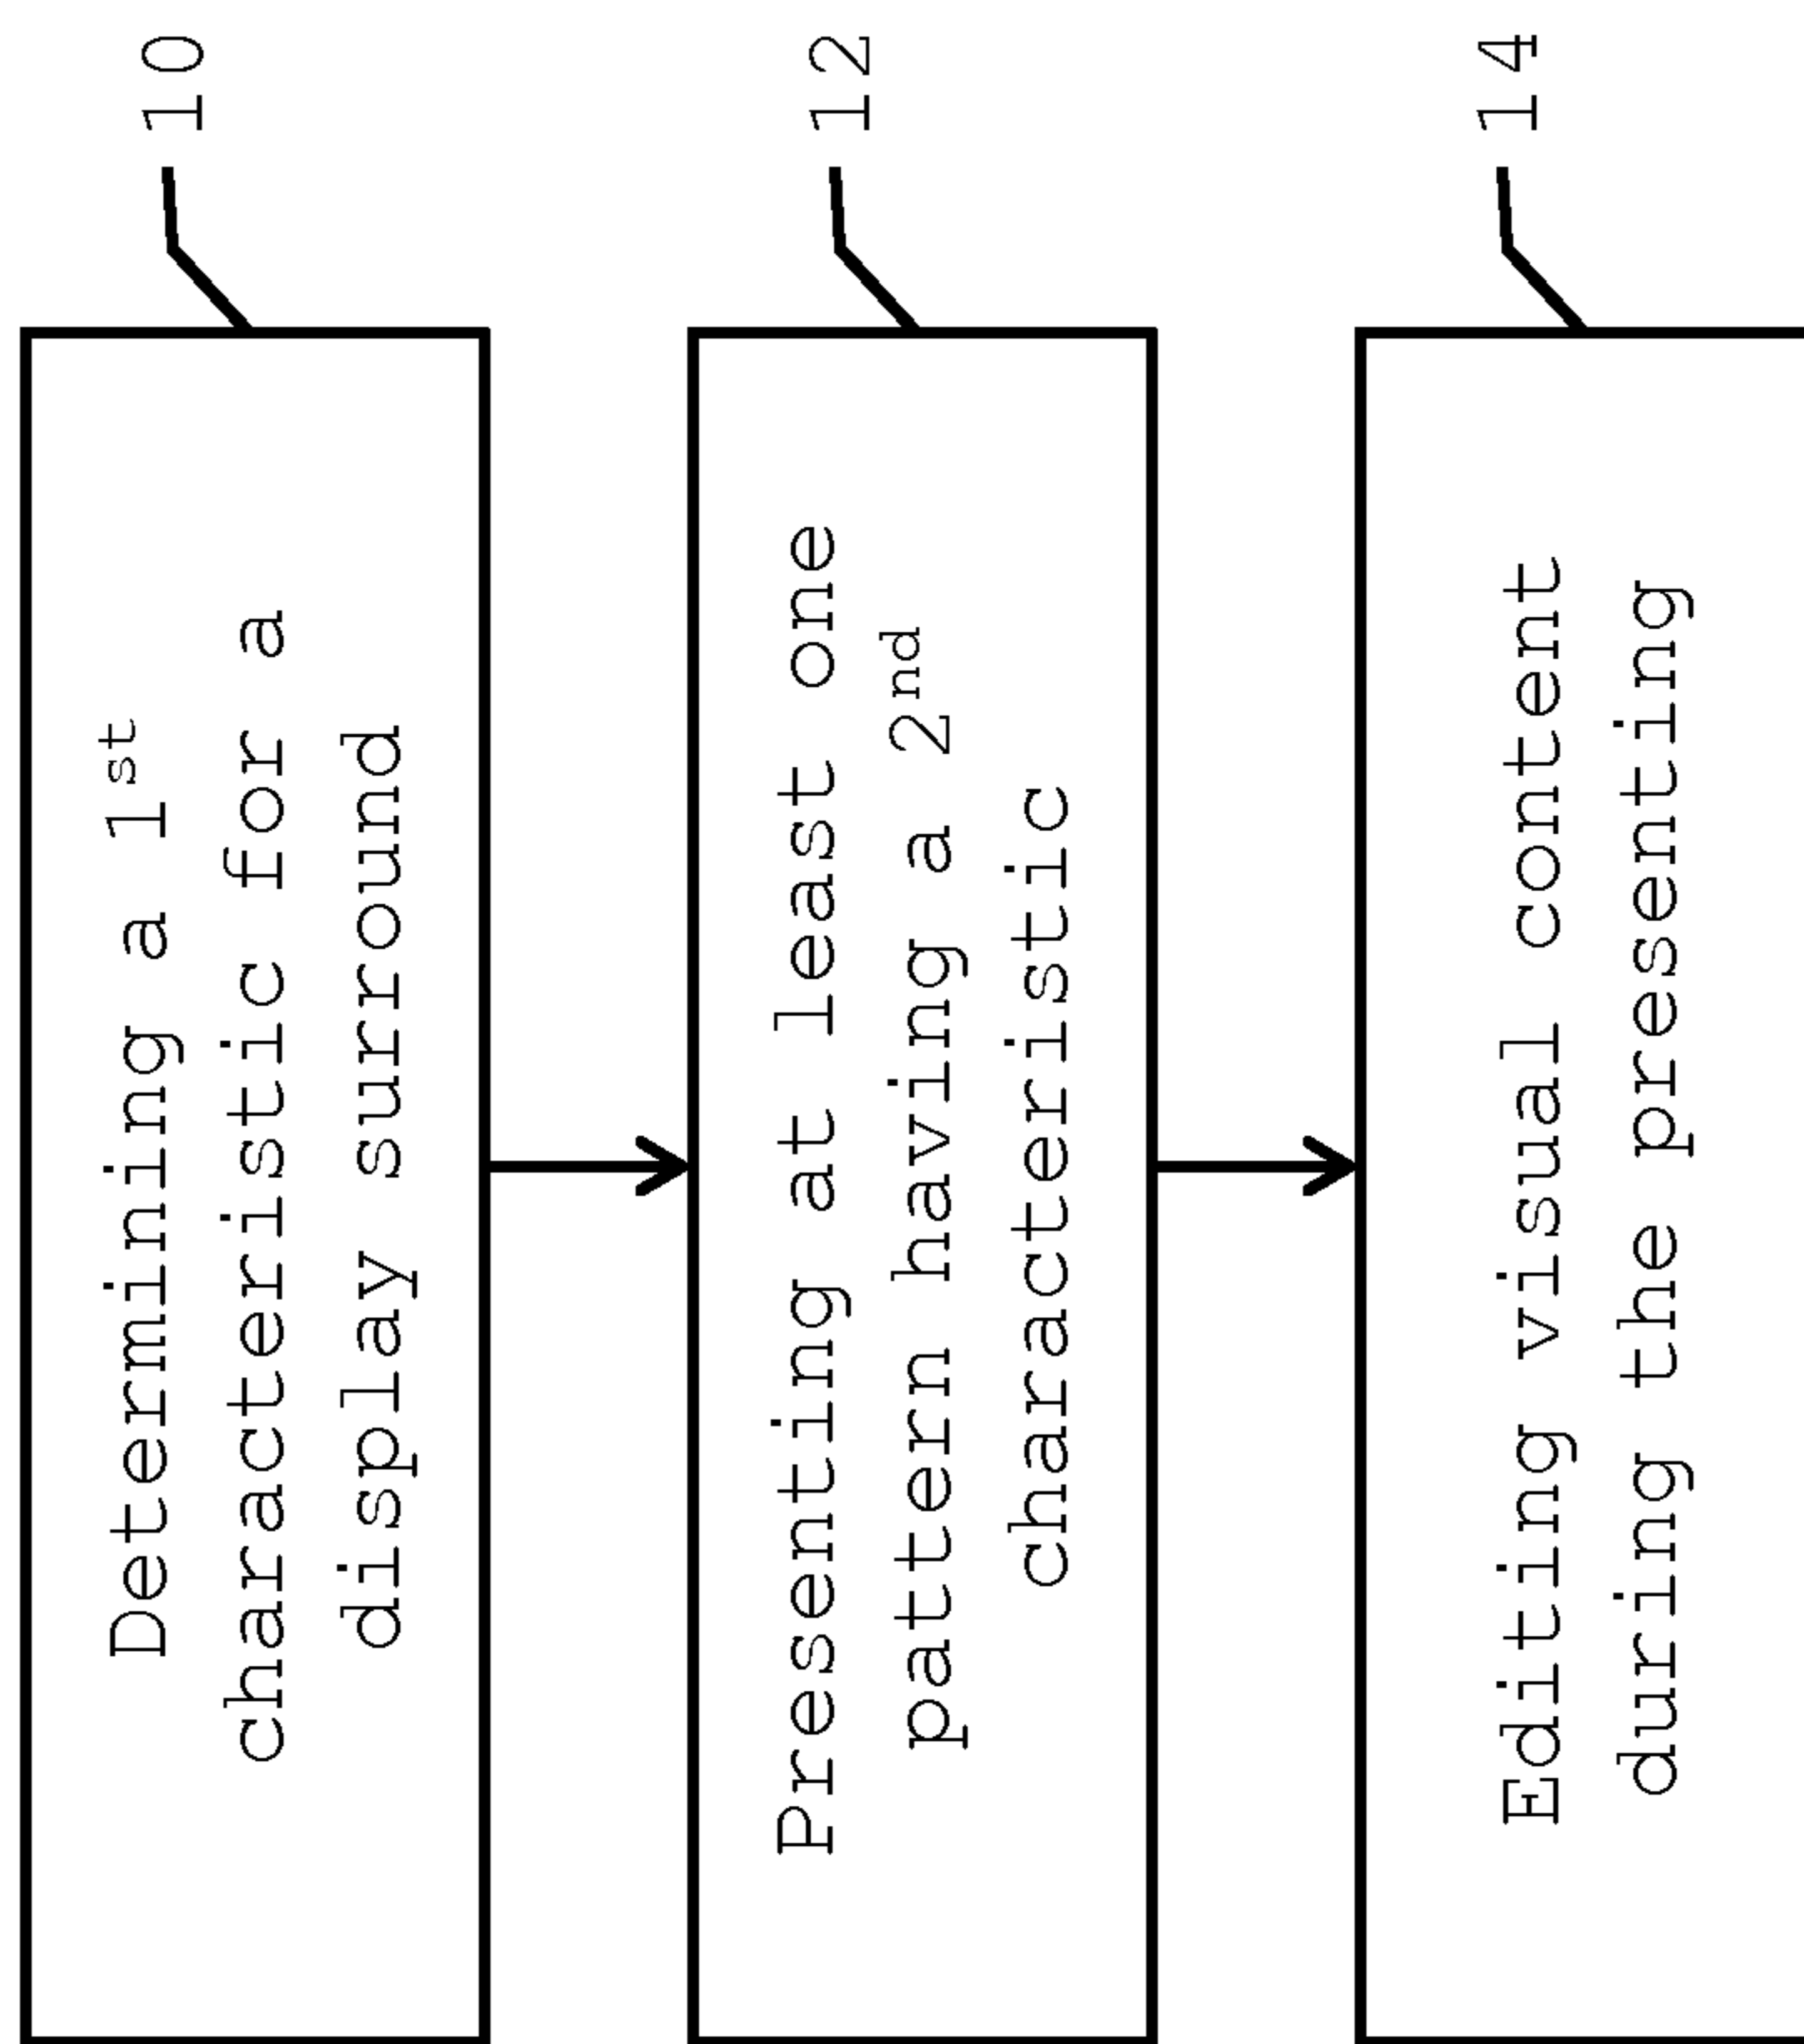 Determining a 1st
characteristic for a
display surround
10
Presenting at least one
pattern having a 2nd
characteristic
12
Editing visual content
during the presenting
14